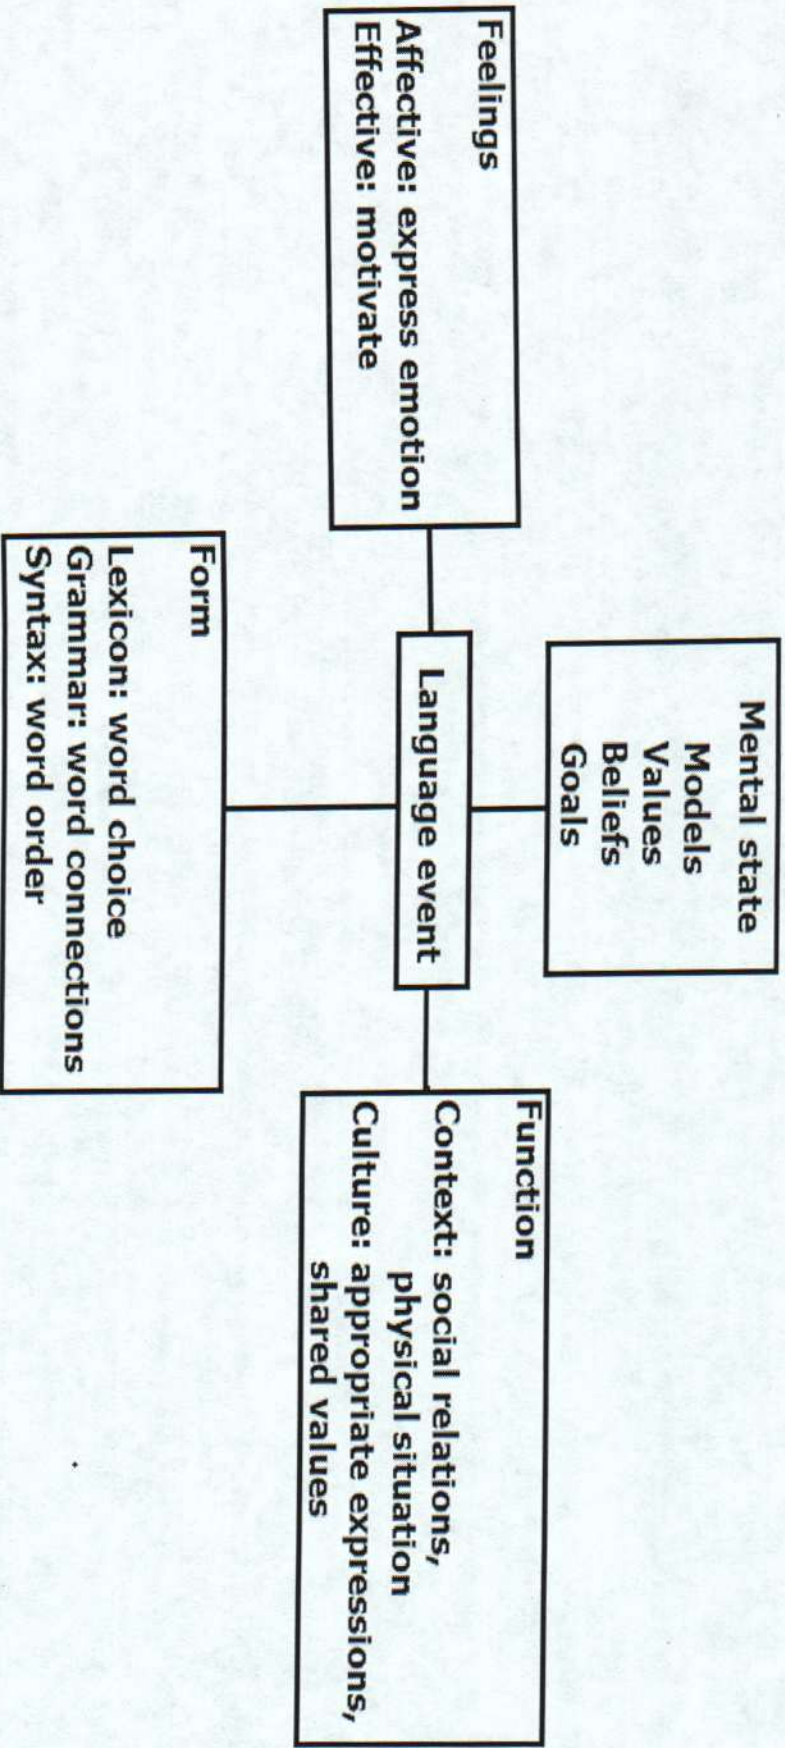 Mental state
Models
Values
Beliefs
Goals
Feelings
Affective: express emotion
Effective: motivate
Language event
Function
Context: social relations,
physical situation
Culture: appropriate expressions,
shared values
Form
Lexicon: word choice
Grammar: word connections
Syntax: word order